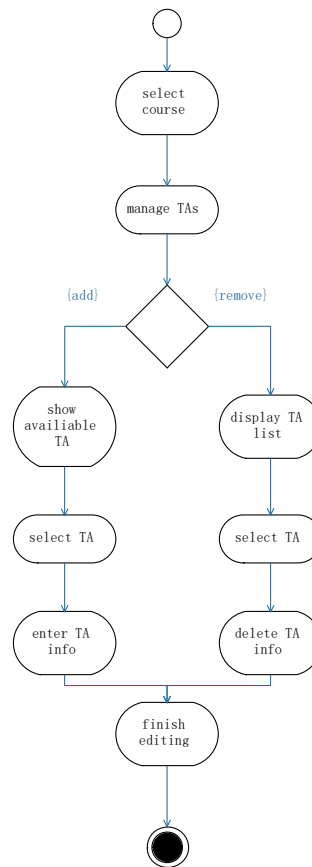 select
course
manage TAs
{add}
{remove}
show
availiable
TA
display TA
list
select TA
select TA
enter TA
info
delete TA
info
finish
editing